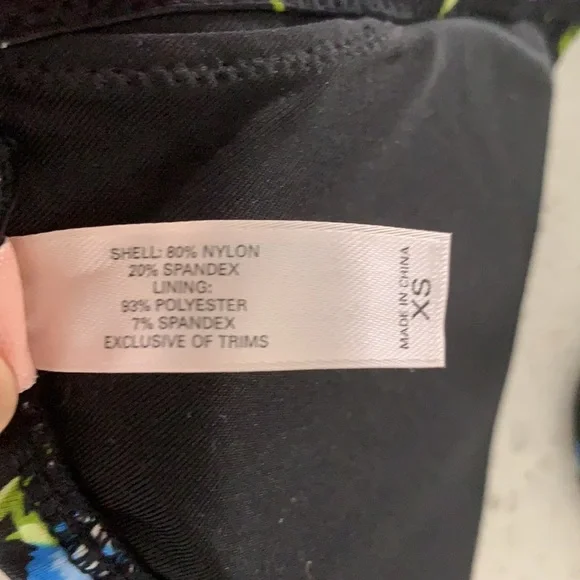 SHELL: 80% NYLON
20% SPANDEX
LINING:
93% POLYESTER
7% SPANDEX
EXCLUSIVE OF TRIMS
MADE IN CHINA
XS